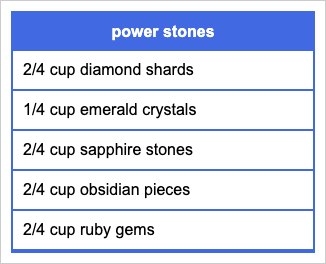 power stones
2/4 cup diamond shards
1/4 cup emerald crystals
2/4 cup sapphire stones
2/4 cup obsidian pieces
2/4 cup ruby gems